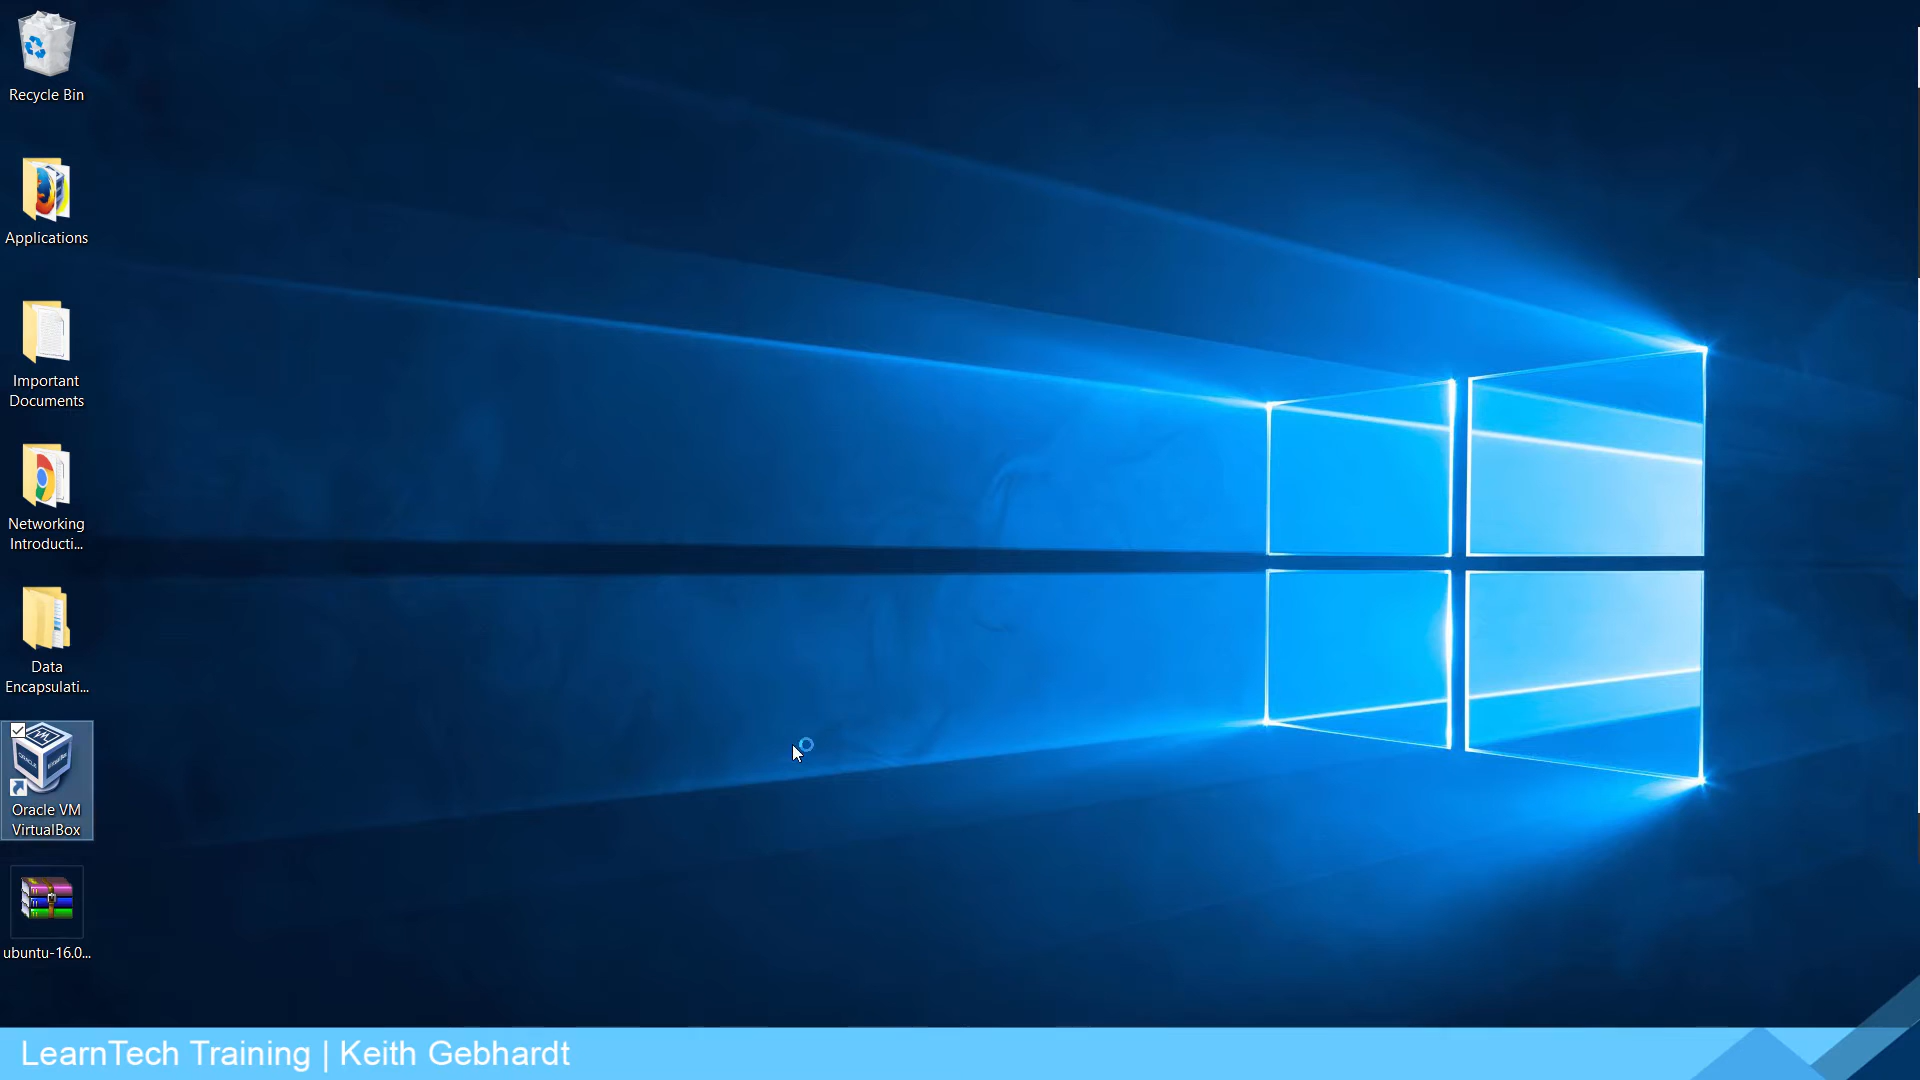 Recycle Bin
Applications
Important
Documents
Networking
Introducti...
Data
Encapsulati...
Oracle VM
VirtualBox
ubuntu-16.0...
LearnTech Training | Keith Gebhardt